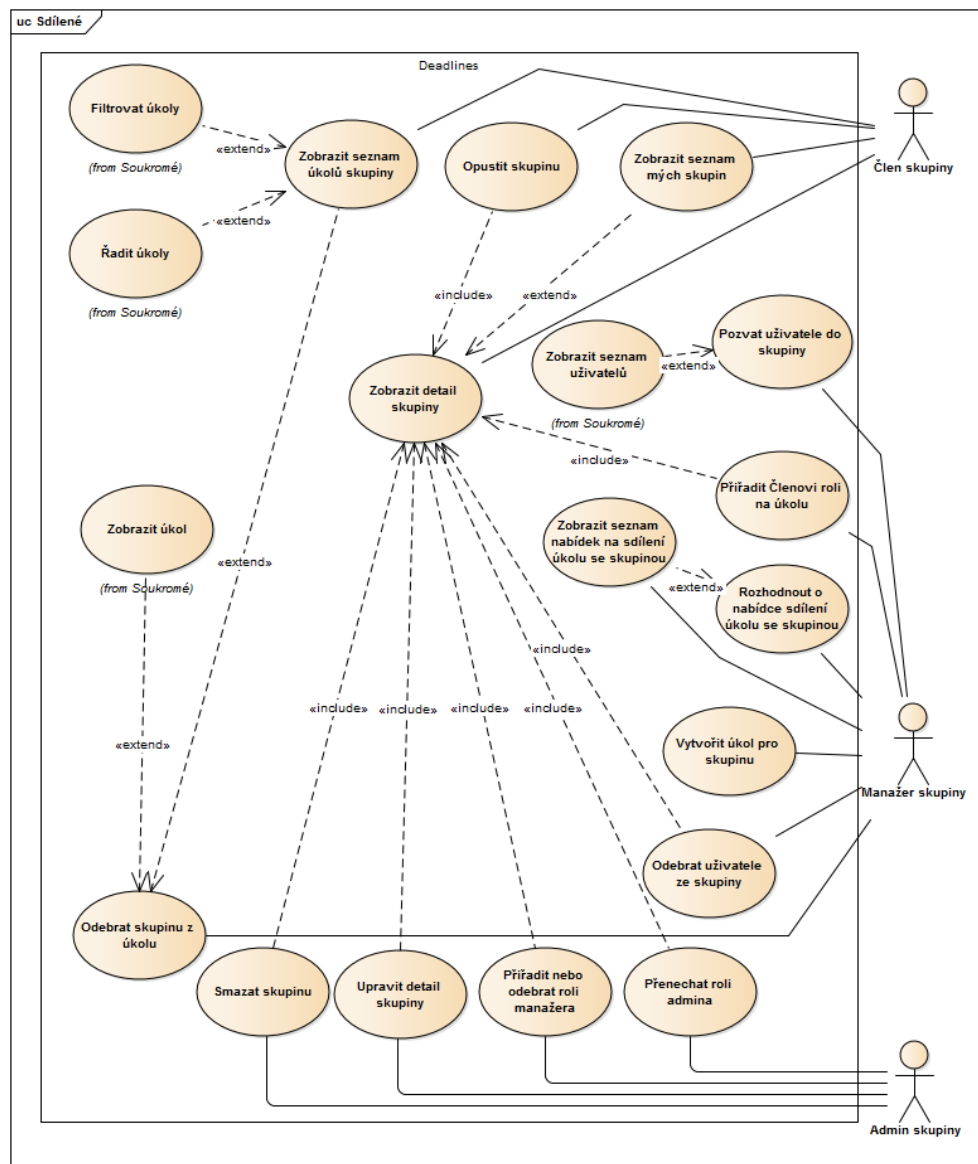 uc Sdílené
Deadlines
Filtrovat úkoly
(from Soukromé)
«extend»
Zobrazit seznam
úkolů skupiny
Opustit skupinu
Zobrazit seznam
mých skupin
Člen skupiny
Řadit úkoly
(from Soukromé)
«extend»
«include»
«extend»
Zobrazit detail
skupiny
Zobrazit seznam
uživatelů
(from Soukromé)
«extend»
Pozvat uživatele do
skupiny
«include»
Přířadit Členovi roli
na úkolu
Zobrazit úkol
(from Soukromé)
«extend»
Zobrazit seznam
nabídek na sdílení
úkolu se skupinou
«extend»
Rozhodnout o
nabídce sdílení
úkolu se skupinou
«include»
«include»
«include»
«include»
«include»
«extend»
Vytvořit úkol pro
skupinu
Manažer skupiny
Odebrat uživatele
ze skupiny
Odebrat skupinu z
úkolu
Smazat skupinu
Upravit detail
skupiny
Přířadit nebo
odebrat roli
manažera
Přenechat roli
admina
Admin skupiny